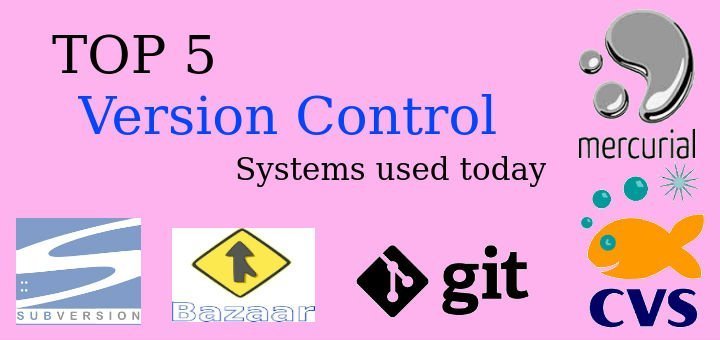 TOP 5
Version Control
Systems used today
mercurial
SUBVERSION
Bazaar
git
CVS